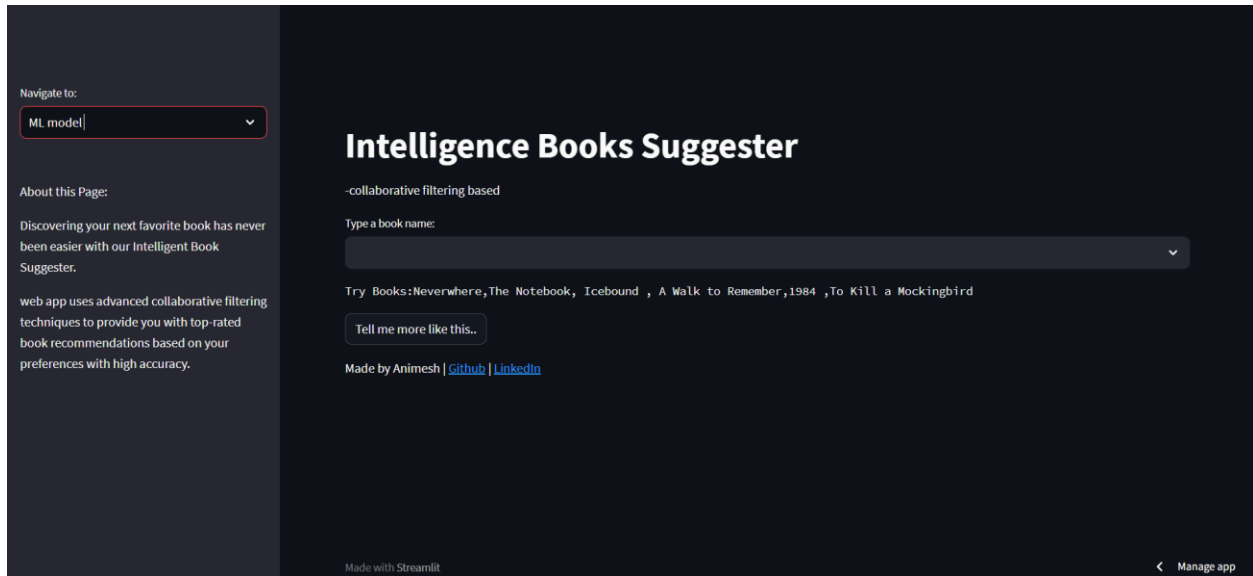 Navigate to:
ML model
About this Page:
Discovering your next favorite book has never
been easier with our Intelligent Book
Suggester.
web app uses advanced collaborative filtering
techniques to provide you with top-rated
book recommendations based on your
preferences with high accuracy.
Intelligence Books Suggester
-collaborative filtering based
Type a book name:
Try Books:Neverwhere,The Notebook, Icebound , A Walk to Remember,1984 ,To Kill a Mockingbird
Tell me more like this..
Made by Animesh | Github | LinkedIn
Made with Streamlit
Manage app